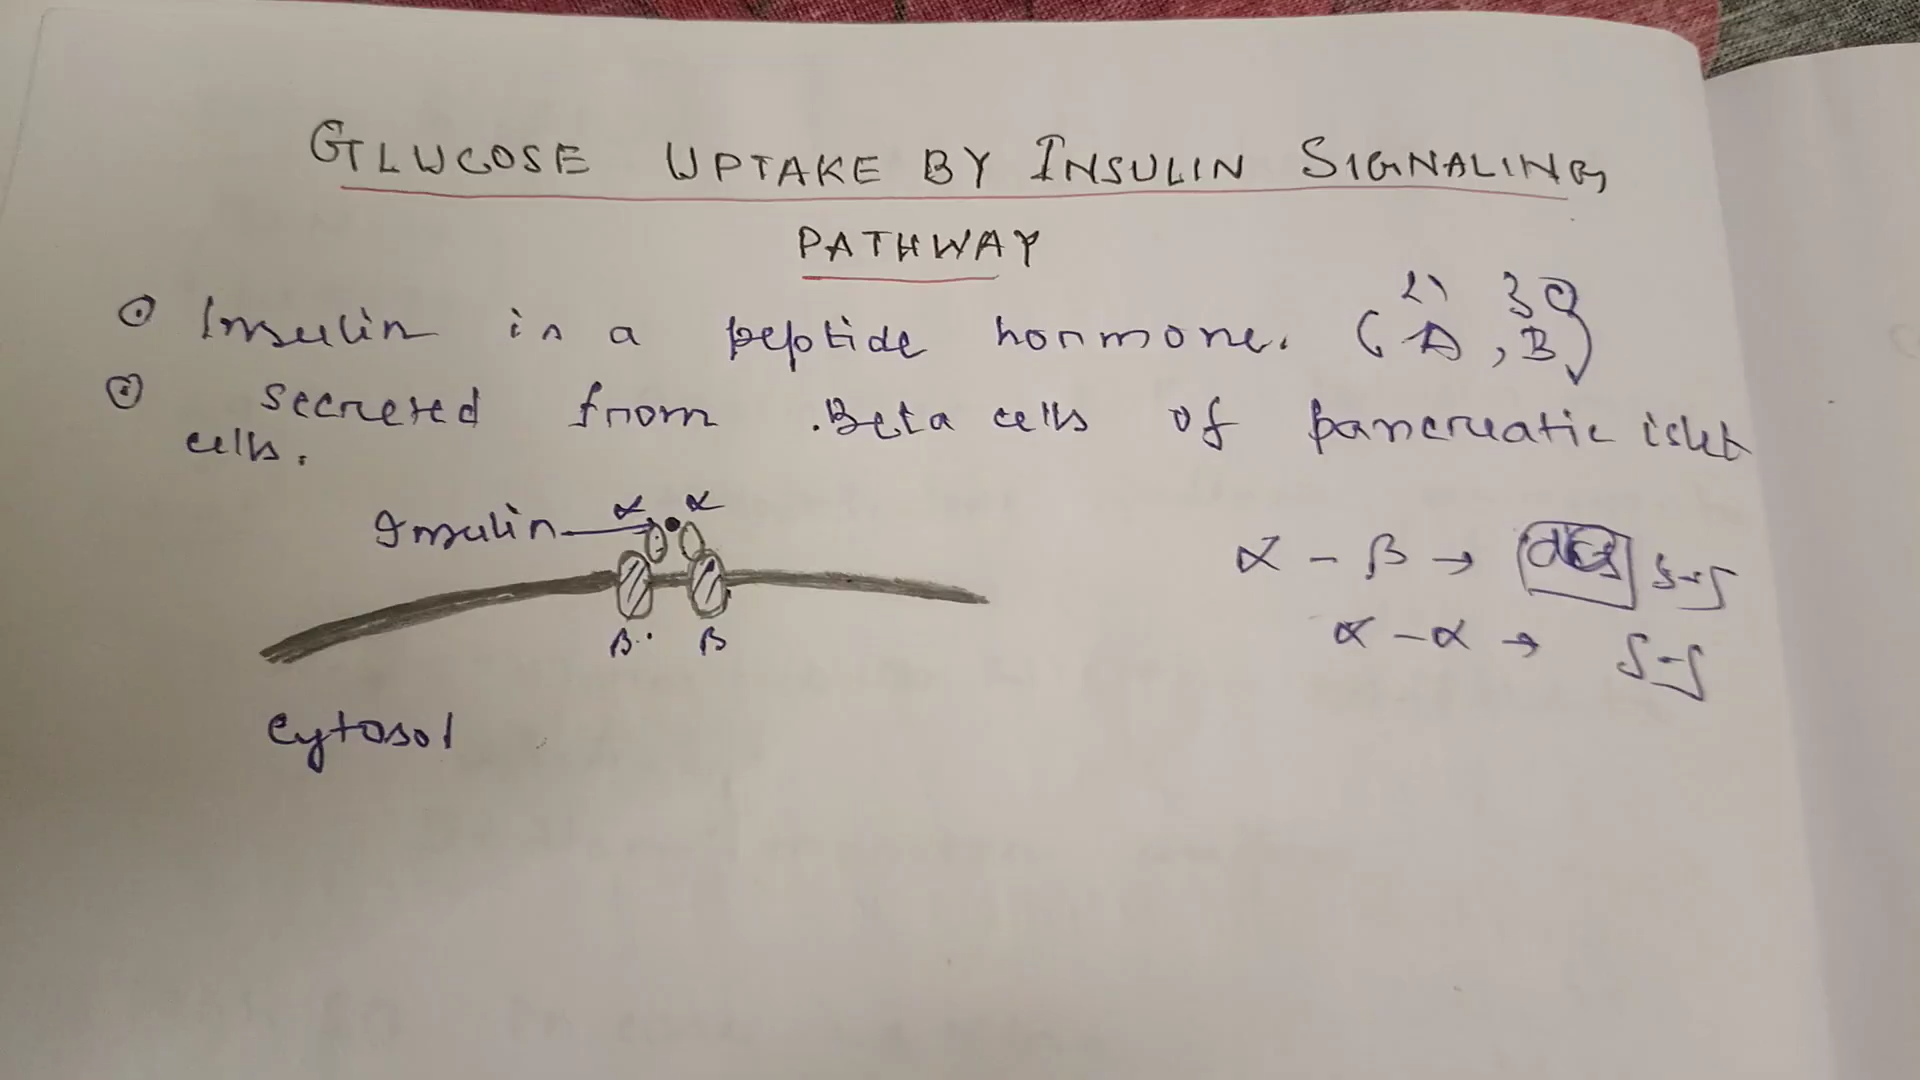 GLUCOSE UPTAKE BY INSULIN SIGNALING
PATHWAY
21 30
Insulin is a peptide hormone. (A, B)
secreted from Beta cells of pancreatic islet
cells.
α α
Insulin
β β
Cytosol
α - β → S-S
α - α → S-S